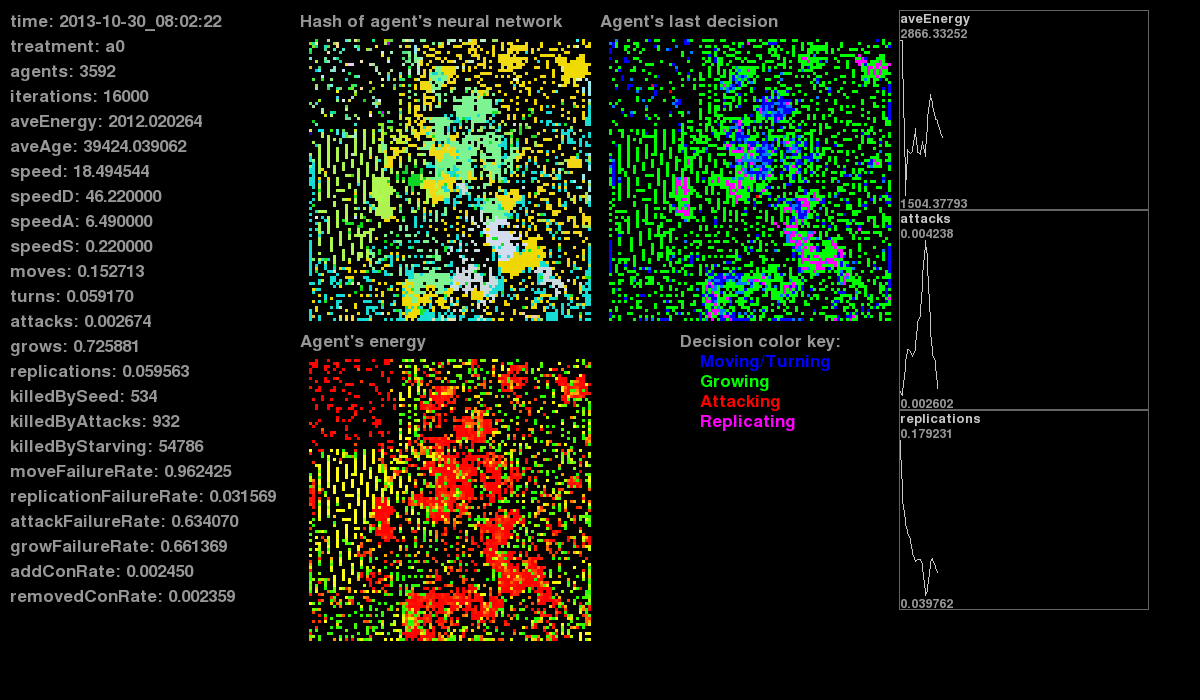 time: 2013-10-30_08:02:22
treatment: a0
agents: 3592
iterations: 16000
aveEnergy: 2012.020264
aveAge: 39424.039062
speed: 18.494544
speedD: 46.220000
speedA: 6.490000
speedS: 0.220000
moves: 0.152713
turns: 0.059170
attacks: 0.002674
grows: 0.725881
replications: 0.059563
killedBySeed: 534
killedByAttacks: 932
killedByStarving: 54786
moveFailureRate: 0.962425
replicationFailureRate: 0.031569
attackFailureRate: 0.634070
growFailureRate: 0.661369
addConRate: 0.002450
removedConRate: 0.002359
Hash of agent's neural network
Agent's last decision
Agent's energy
Decision color key:
Moving/Turning
Growing
Attacking
Replicating
aveEnergy
2866.33252
1504.37793
attacks
0.004238
0.002602
replications
0.179231
0.039762